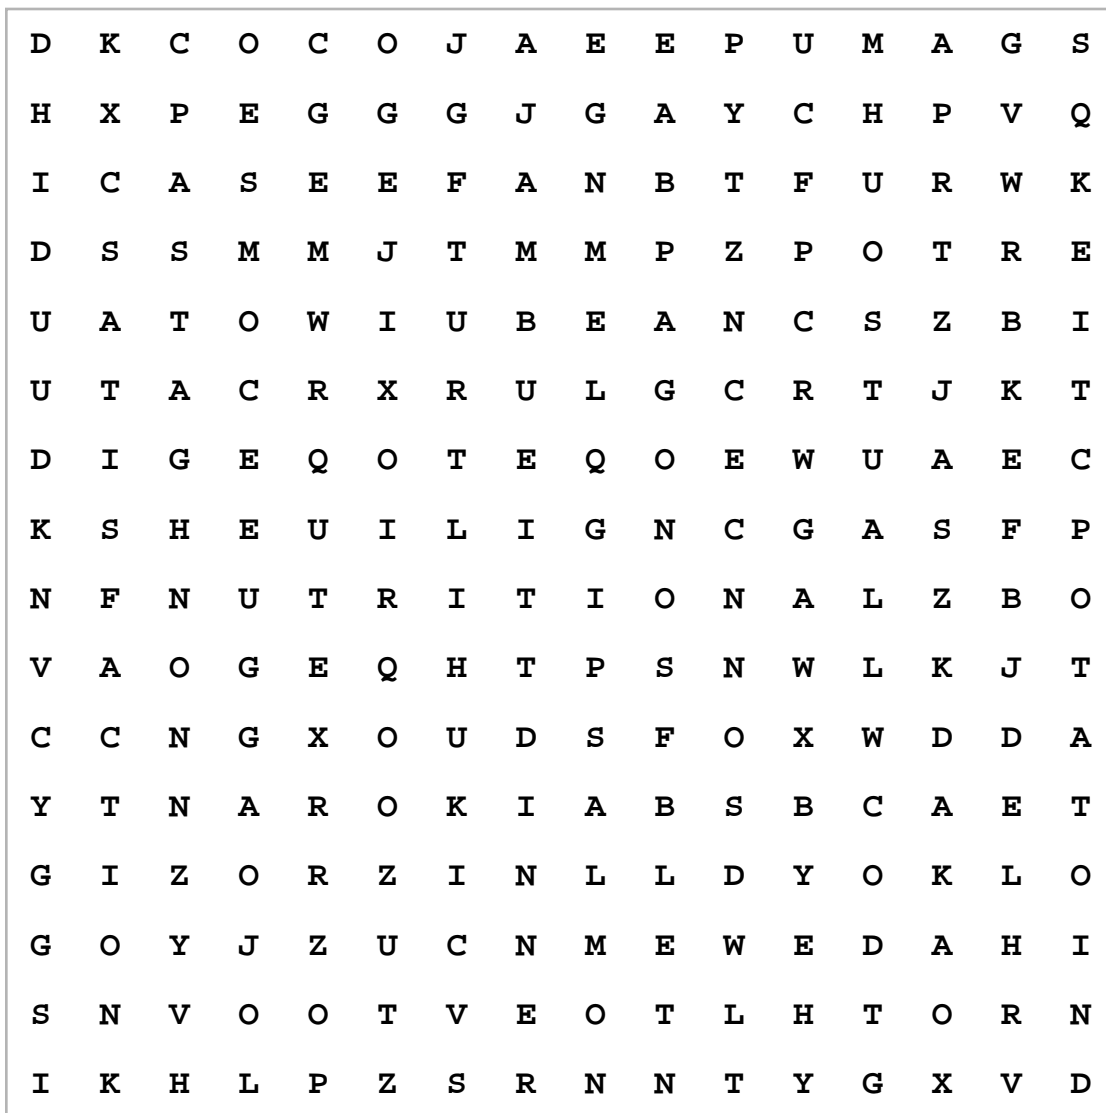 D K C O C O J A E E P U M A G S
H X P E G G G J G A Y C H P V Q
I C A S E E F A N B T F U R W K
D S S M M J T M M P Z P O T R E
U A T O W I U B E A N C S Z B I
U T A C R X R U L G C R T J K T
D I G E Q O T E Q O E W U A E C
K S H E U I L I G N C G A S F P
N F N U T R I T I O N A L Z B O
V A O G E Q H T P S N W L K J T
C C N G X O U D S F O X W D D A
Y T N A R O K I A B S B C A E T
G I Z O R Z I N L L D Y O K L O
G O Y J Z U C N M E W E D A H I
S N V O O T V E O T L H T O R N
I K H L P Z S R N N T Y G X V D